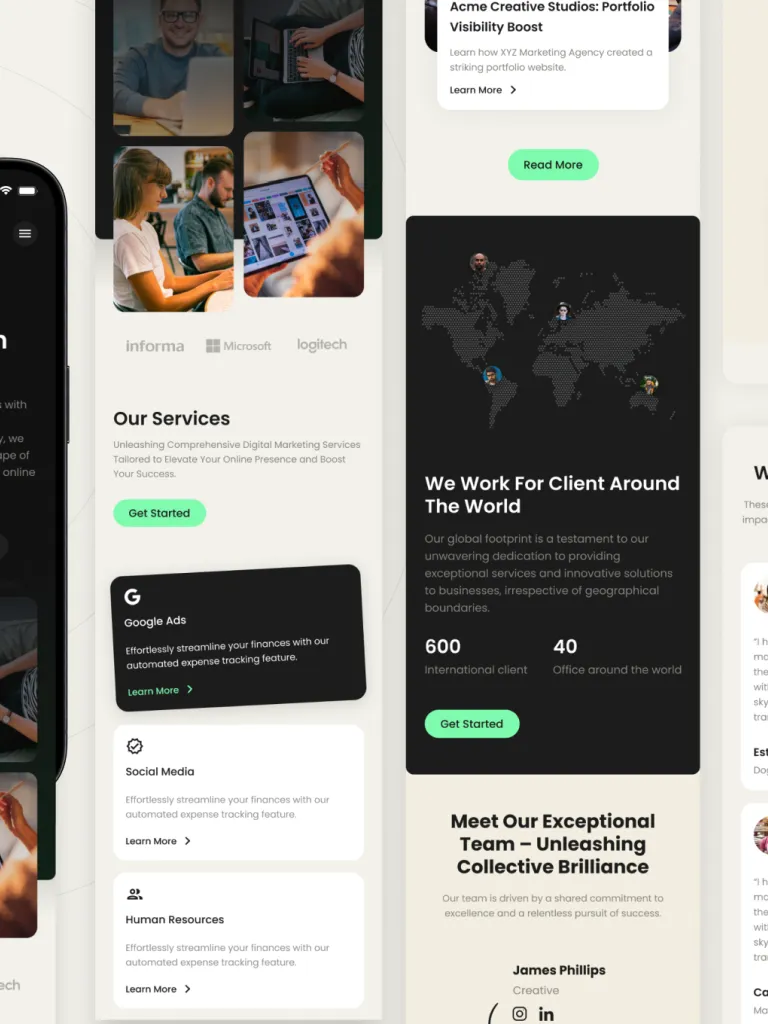 s with
y, we
ape of
online
informa
Microsoft
logitech
Our Services
Unleashing Comprehensive Digital Marketing Services
Tailored to Elevate Your Online Presence and Boost
Your Success.
Get Started
Google Ads
Effortlessly streamline your finances with our
automated expense tracking feature.
Learn More
Social Media
Effortlessly streamline your finances with our
automated expense tracking feature.
Learn More
Human Resources
Effortlessly streamline your finances with our
automated expense tracking feature.
Learn More
Acme Creative Studios: Portfolio
Visibility Boost
Learn how XYZ Marketing Agency created a
striking portfolio website.
Learn More
Read More
We Work For Client Around
The World
Our global footprint is a testament to our
unwavering dedication to providing
exceptional services and innovative solutions
to businesses, irrespective of geographical
boundaries.
600
International client
40
Office around the world
Get Started
Meet Our Exceptional
Team – Unleashing
Collective Brilliance
Our team is driven by a shared commitment to
excellence and a relentless pursuit of success.
James Phillips
Creative
W
These
impa
"I h
ma
the
wit
sky
tra
Est
Dog
"I h
ma
the
wit
sky
tra
Ca
Ma
ech